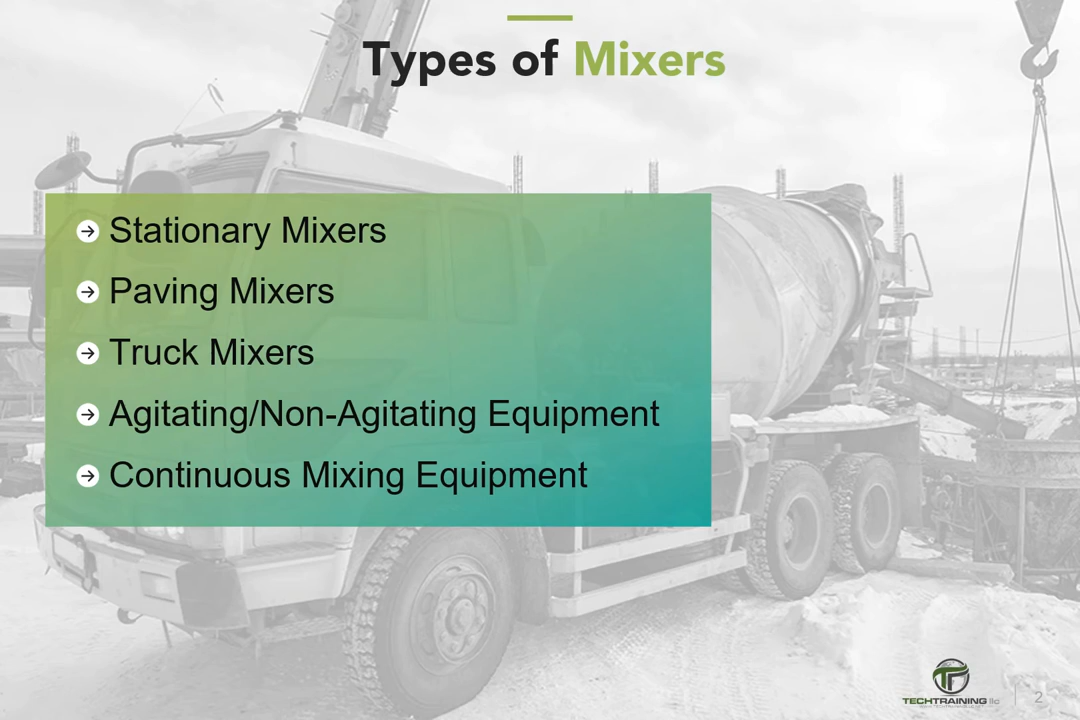 Types of Mixers
Stationary Mixers
Paving Mixers
Truck Mixers
Agitating/Non-Agitating Equipment
Continuous Mixing Equipment
TECHTRAINING llc
2